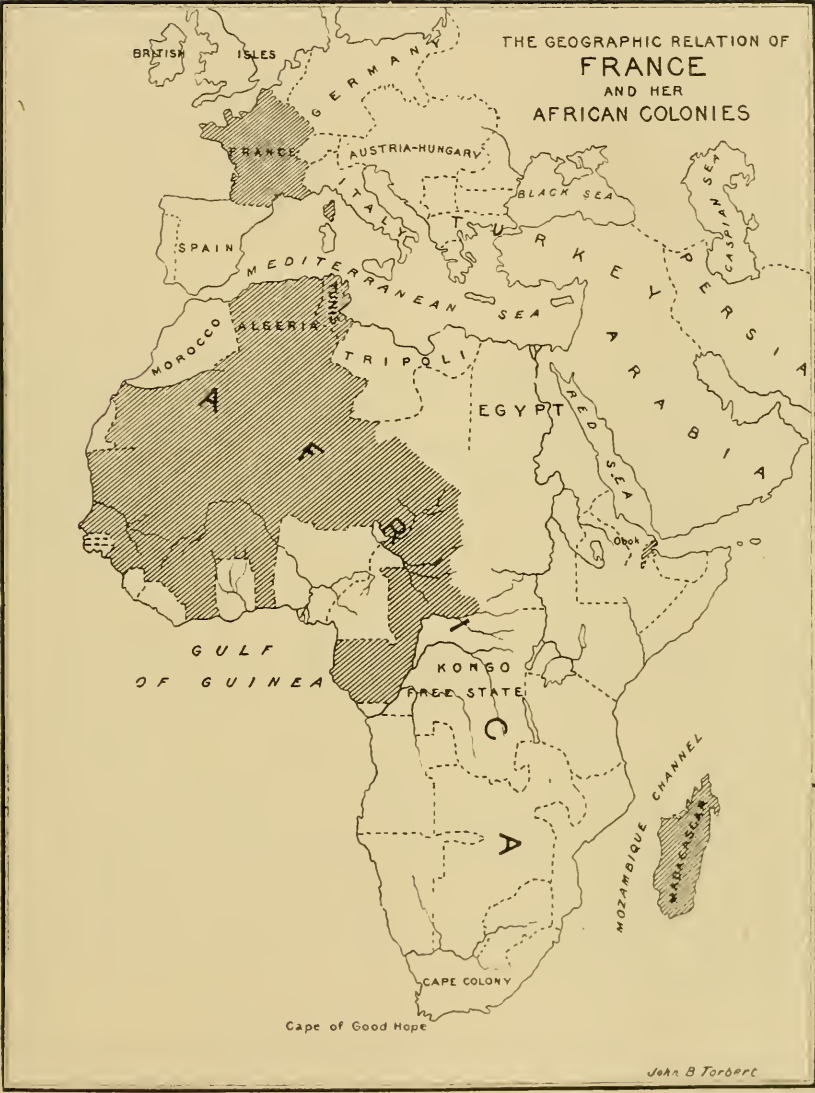 THE GEOGRAPHIC RELATION OF
FRANCE
AND HER
AFRICAN COLONIES
BRITISH ISLES
GERMANY
FRANCE
AUSTRIA-HUNGARY
ITALY
BLACK SEA
CASPIAN SEA
SPAIN
TURKEY
PERSIA
MEDITERRANEAN SEA
MOROCCO
ALGERIA
TUNIS
TRIPOLI
EGYPT
RED SEA
ARABIA
AFRICA
Obok
GULF
OF GUINEA
KONGO
FREE STATE
MOZAMBIQUE CHANNEL
MADAGASCAR
CAPE COLONY
Cape of Good Hope
John B Torbert